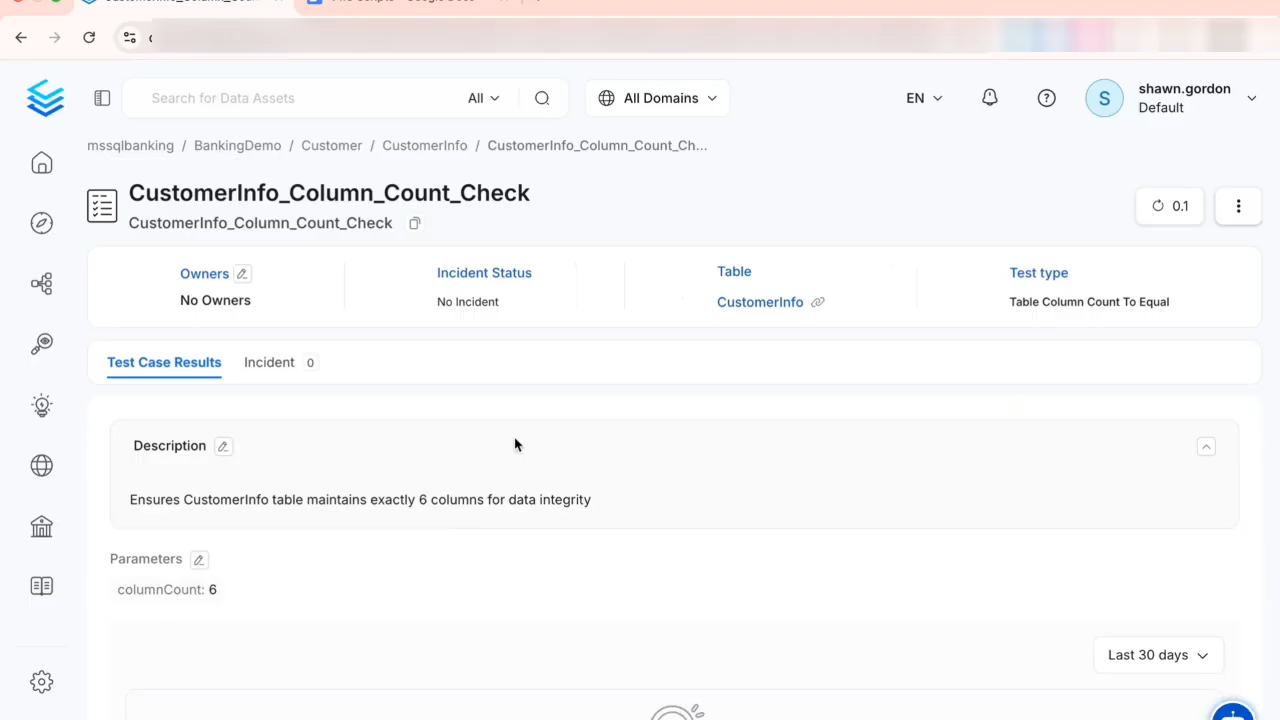 Search for Data Assets
All
All Domains
EN
S
shawn.gordon
Default
mssqlbanking / BankingDemo / Customer / CustomerInfo / CustomerInfo_Column_Count_Ch...
CustomerInfo_Column_Count_Check
0.1
CustomerInfo_Column_Count_Check
Owners
No Owners
Incident Status
No Incident
Table
CustomerInfo
Test type
Table Column Count To Equal
Test Case Results
Incident 0
Description
Ensures CustomerInfo table maintains exactly 6 columns for data integrity
Parameters
columnCount: 6
Last 30 days